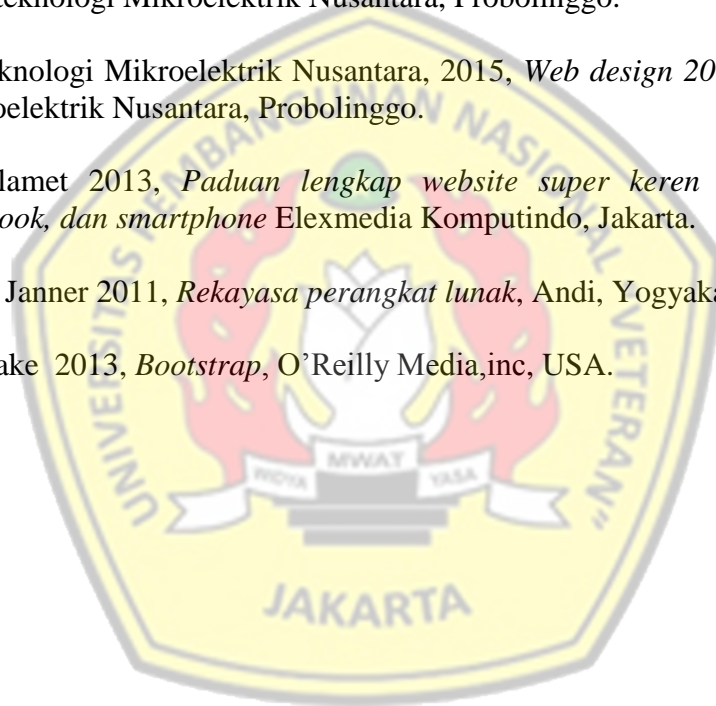 teknologi Mikroelektrik Nusantara, Probolinggo.
knologi Mikroelektrik Nusantara, 2015, Web design 20
oelektrik Nusantara, Probolinggo.
lamet 2013, Paduan lengkap website super keren
ook, dan smartphone Elexmedia Komputindo, Jakarta.
Janner 2011, Rekayasa perangkat lunak, Andi, Yogyaka
ake 2013, Bootstrap, O’Reilly Media,inc, USA.
UNIVERSITAS PEMBANGUNAN NASIONAL VETERAN”
WIDYA MWAT YASA
JAKARTA